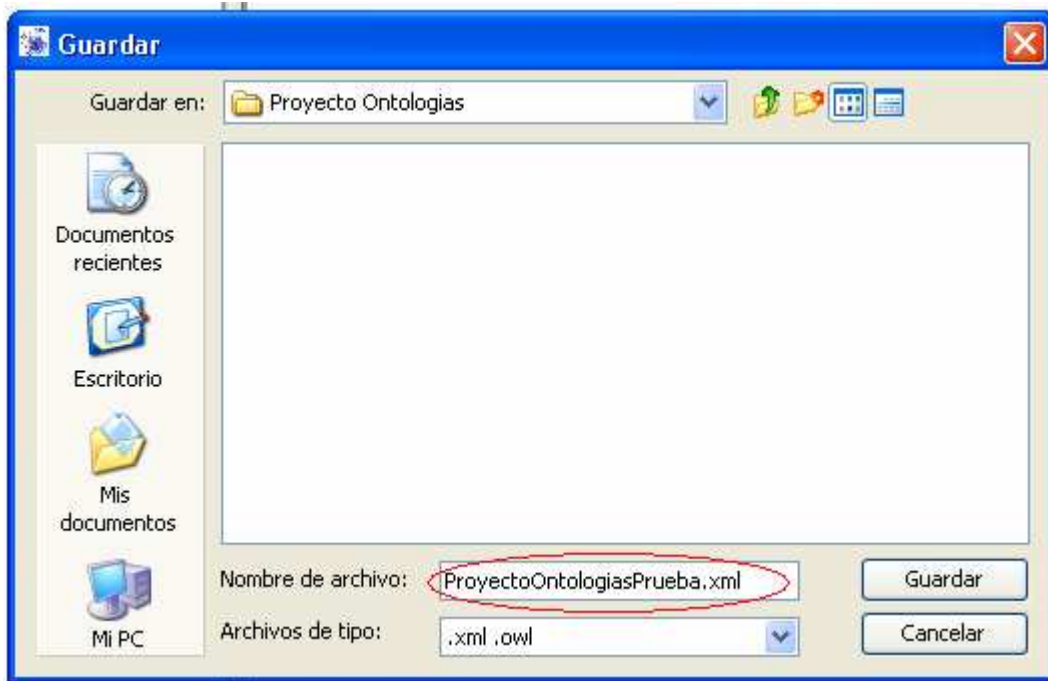 Guardar
Guardar en:
Proyecto Ontologias
Documentos
recientes
Escritorio
Mis
documentos
Mi PC
Nombre de archivo:
ProyectoOntologiasPrueba.xml
Guardar
Archivos de tipo:
.xml .owl
Cancelar